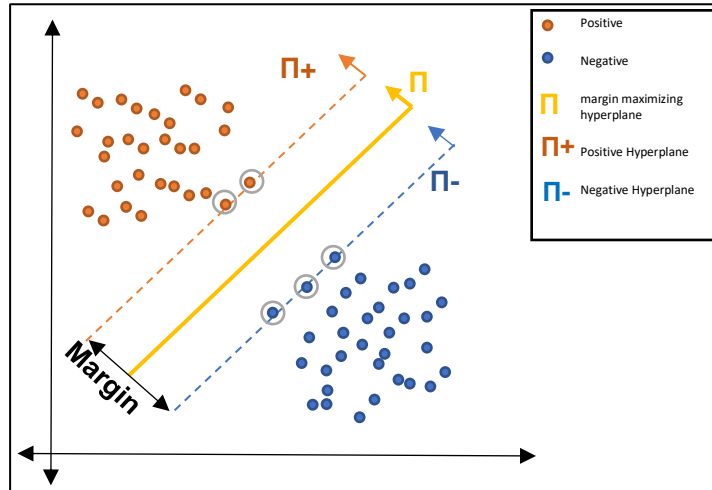 Π+
Π
Π-
Margin
Positive
Negative
Π margin maximizing
hyperplane
Π+ Positive Hyperplane
Π- Negative Hyperplane